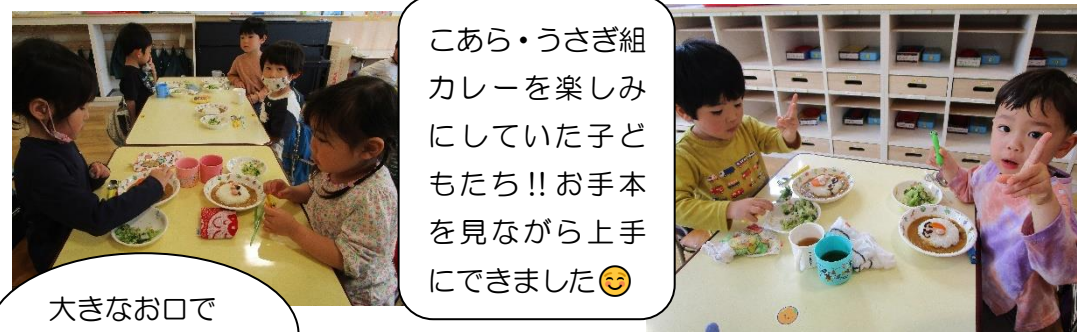 こあら・うさぎ組
カレーを楽しみ
にしていた子ど
もたち!!お手本
を見ながら上手
にできました😊
大きなお口で